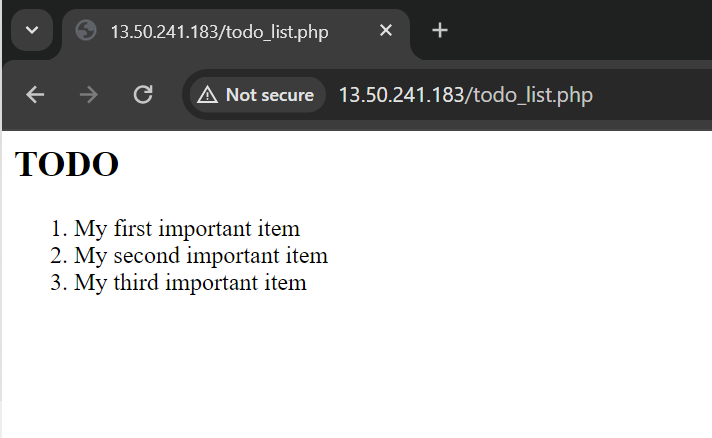 13.50.241.183/todo_list.php
Not secure 13.50.241.183/todo_list.php
TODO
1. My first important item
2. My second important item
3. My third important item